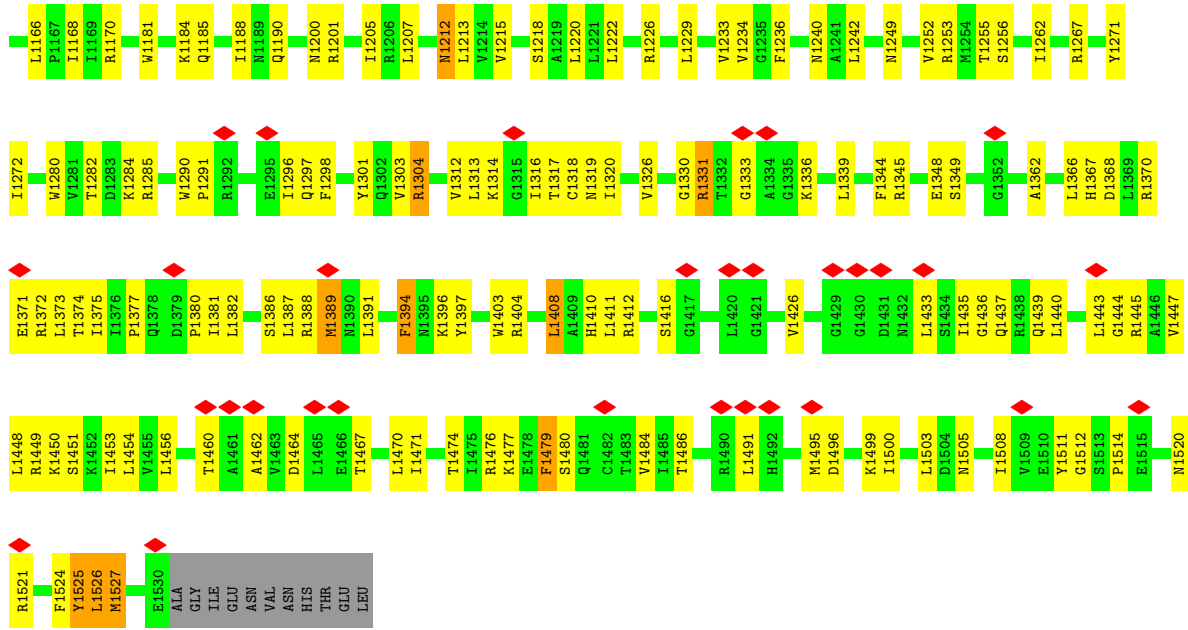 L1166 P1167 I1168 I1169 R1170 W1181 K1184 Q1185 I1188 N1189 Q1190 N1200 R1201 I1205 R1206 L1207 N1212 L1213 V1214 V1215 S1218 A1219 L1220 L1221 L1222 R1226 L1229 V1233 V1234 G1235 F1236 N1240 A1241 L1242 N1249 V1252 R1253 M1254 T1255 S1256 I1262 R1267 Y1271
I1272 W1280 V1281 T1282 D1283 K1284 R1285 W1290 P1291 R1292 E1295 I1296 Q1297 F1298 Y1301 Q1302 V1303 R1304 V1312 L1313 K1314 G1315 I1316 T1317 C1318 N1319 I1320 V1326 G1330 R1331 T1332 G1333 A1334 G1335 K1336 L1339 F1344 R1345 E1348 S1349 G1352 A1362 L1366 H1367 D1368 L1369 R1370
E1371 R1372 L1373 T1374 T1375 I1376 P1377 Q1378 D1379 P1380 I1381 L1382 S1386 L1387 R1388 M1389 N1390 L1391 F1394 N1395 K1396 Y1397 W1403 R1404 L1408 A1409 H1410 L1411 R1412 S1416 G1417 L1420 G1421 V1426 G1429 G1430 D1431 N1432 L1433 S1434 I1435 G1436 Q1437 R1438 Q1439 L1440 L1443 G1444 R1445 A1446 V1447
L1448 R1449 K1450 S1451 K1452 I1453 L1454 V1455 L1456 T1460 A1461 A1462 V1463 D1464 L1465 E1466 T1467 L1470 I1471 T1474 I1475 R1476 K1477 E1478 F1479 S1480 Q1481 C1482 T1483 V1484 I1485 T1486 R1490 L1491 H1492 M1495 D1496 K1499 I1500 L1503 D1504 N1505 I1508 V1509 E1510 Y1511 G1512 S1513 P1514 E1515 N1520
R1521 F1524 Y1525 L1526 M1527 E1530 ALA GLY ILE GLU ASN VAL ASN HIS THR GLU LEU